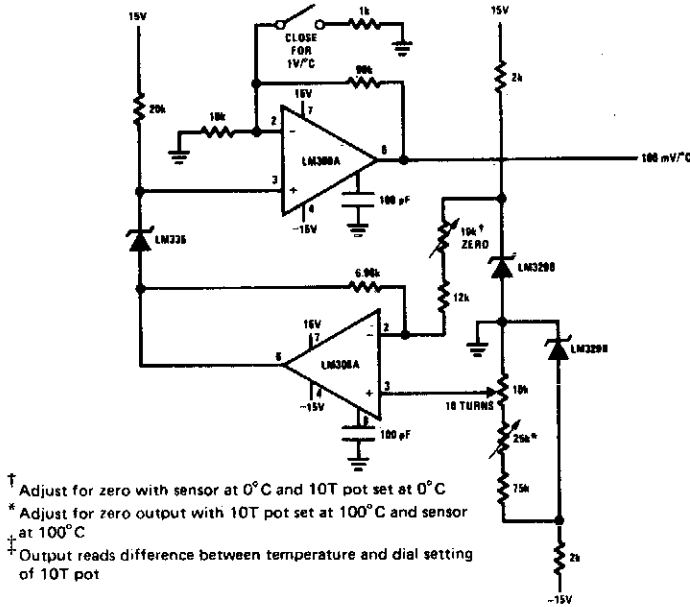 15V
1k
15V
CLOSE
FOR
1V/°C
2k
20k
90k
15V
7
10k
2
6
LM308A
100 mV/°C
3
4
-15V
100 pF
10k†
ZERO
LM335
LM329B
12k
15V
7
2
6
LM308A
LM329B
3
10k
4
-15V
8
10 TURNS
100 pF
25k*
75k
† Adjust for zero with sensor at 0°C and 10T pot set at 0°C
* Adjust for zero output with 10T pot set at 100°C and sensor
at 100°C
‡ Output reads difference between temperature and dial setting
of 10T pot
2k
-15V